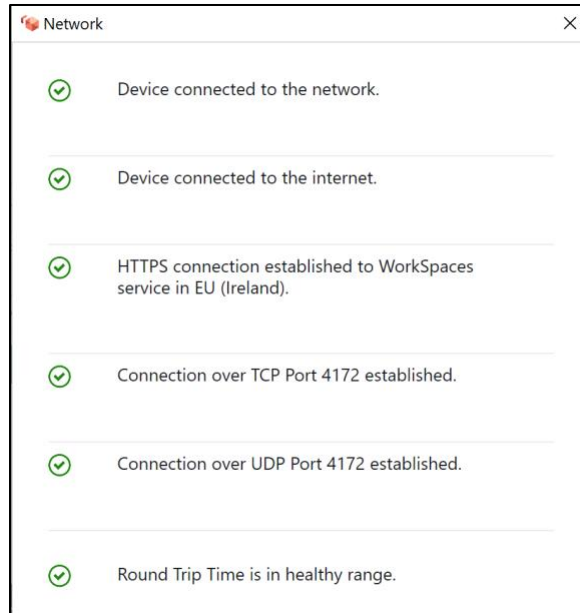 Network
Device connected to the network.
Device connected to the internet.
HTTPS connection established to WorkSpaces
service in EU (Ireland).
Connection over TCP Port 4172 established.
Connection over UDP Port 4172 established.
Round Trip Time is in healthy range.